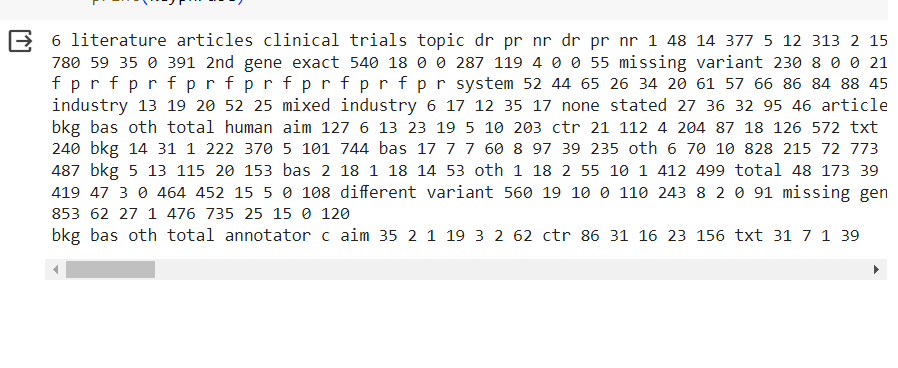 6 literature articles clinical trials topic dr pr nr dr pr nr 1 48 14 377 5 12 313 2 15
780 59 35 0 391 2nd gene exact 540 18 0 0 287 119 4 0 0 55 missing variant 230 8 0 0 21
f p r f p r f p r f p r f p r f p r f p r f p r system 52 44 65 26 34 20 61 57 66 86 84 88 45
industry 13 19 20 52 25 mixed industry 6 17 12 35 17 none stated 27 36 32 95 46 article
bkg bas oth total human aim 127 6 13 23 19 5 10 203 ctr 21 112 4 204 87 18 126 572 txt
240 bkg 14 31 1 222 370 5 101 744 bas 17 7 7 60 8 97 39 235 oth 6 70 10 828 215 72 773
487 bkg 5 13 115 20 153 bas 2 18 1 18 14 53 oth 1 18 2 55 10 1 412 499 total 48 173 39
419 47 3 0 464 452 15 5 0 108 different variant 560 19 10 0 110 243 8 2 0 91 missing gen
853 62 27 1 476 735 25 15 0 120
bkg bas oth total annotator c aim 35 2 1 19 3 2 62 ctr 86 31 16 23 156 txt 31 7 1 39